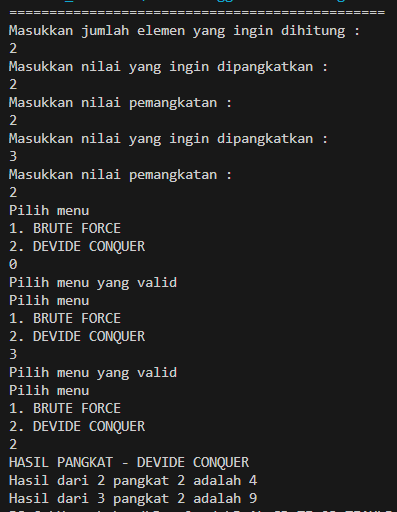 ==============================================
Masukkan jumlah elemen yang ingin dihitung :
2
Masukkan nilai yang ingin dipangkatkan :
2
Masukkan nilai pemangkatan :
2
Masukkan nilai yang ingin dipangkatkan :
3
Masukkan nilai pemangkatan :
2
Pilih menu
1. BRUTE FORCE
2. DEVIDE CONQUER
0
Pilih menu yang valid
Pilih menu
1. BRUTE FORCE
2. DEVIDE CONQUER
3
Pilih menu yang valid
Pilih menu
1. BRUTE FORCE
2. DEVIDE CONQUER
2
HASIL PANGKAT - DEVIDE CONQUER
Hasil dari 2 pangkat 2 adalah 4
Hasil dari 3 pangkat 2 adalah 9